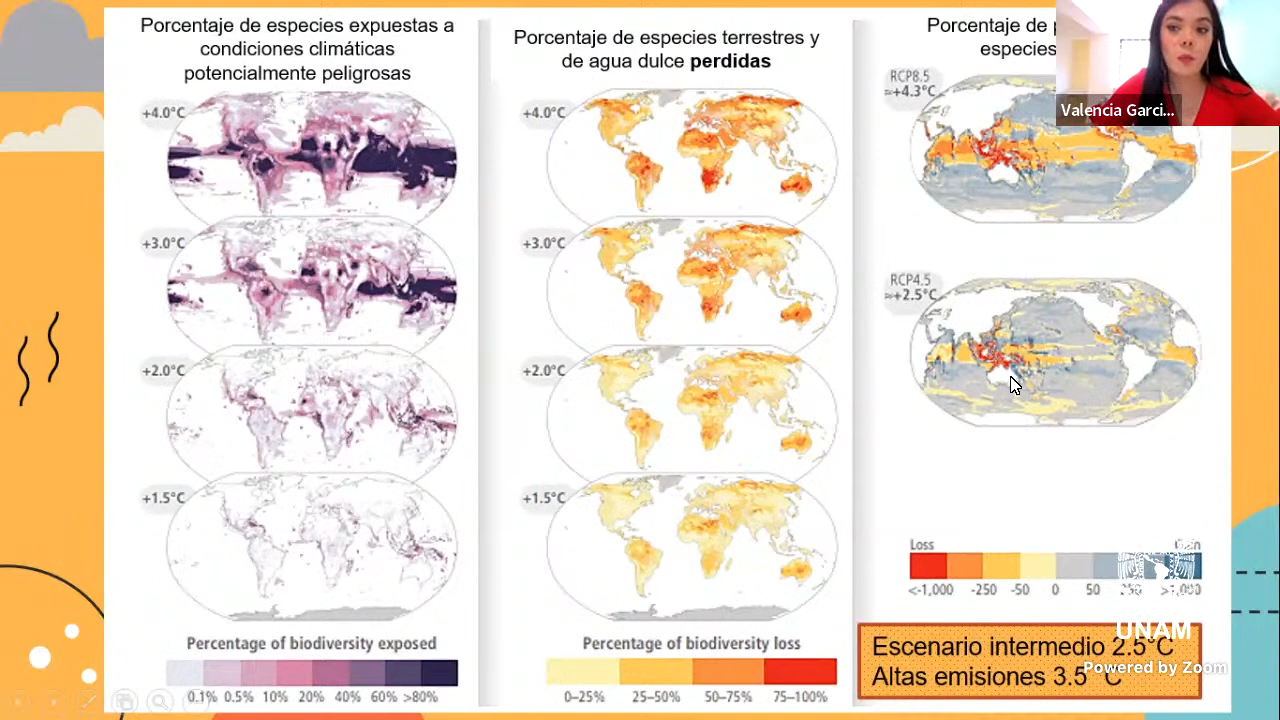 Porcentaje de especies expuestas a
condiciones climáticas
potencialmente peligrosas
+4.0°C
+3.0°C
+2.0°C
+1.5°C
Percentage of biodiversity exposed
0.1% 0.5% 10% 20% 40% 60% >80%
Porcentaje de especies terrestres y
de agua dulce perdidas
+4.0°C
+3.0°C
+2.0°C
+1.5°C
Percentage of biodiversity loss
0–25% 25–50% 50–75% 75–100%
Porcentaje de
especies
RCP8.5
≈+4.3°C
RCP4.5
≈+2.5°C
Loss
<-1,000 -250 -50 0 50
Escenario intermedio 2.5°C
Altas emisiones 3.5 °C
Valencia Garci...
UNAM
Powered by Zoom